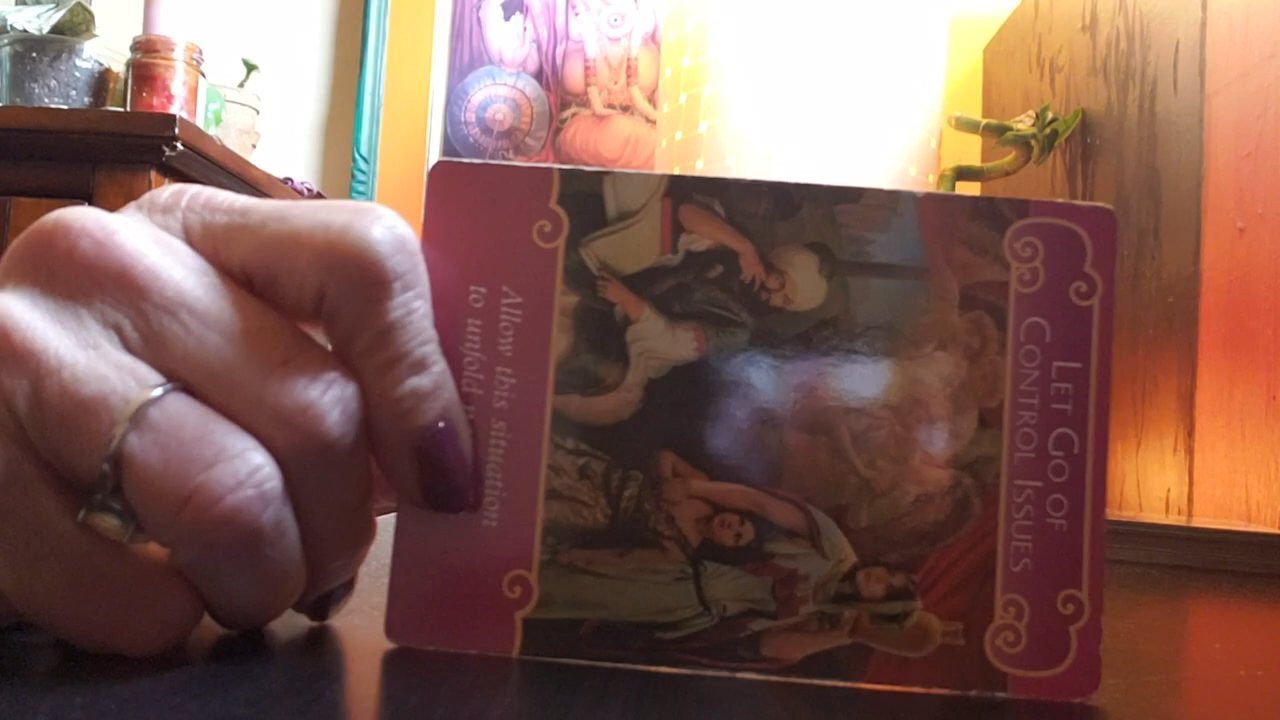 LET GO OF
CONTROL ISSUES
Allow this situation
to unfold